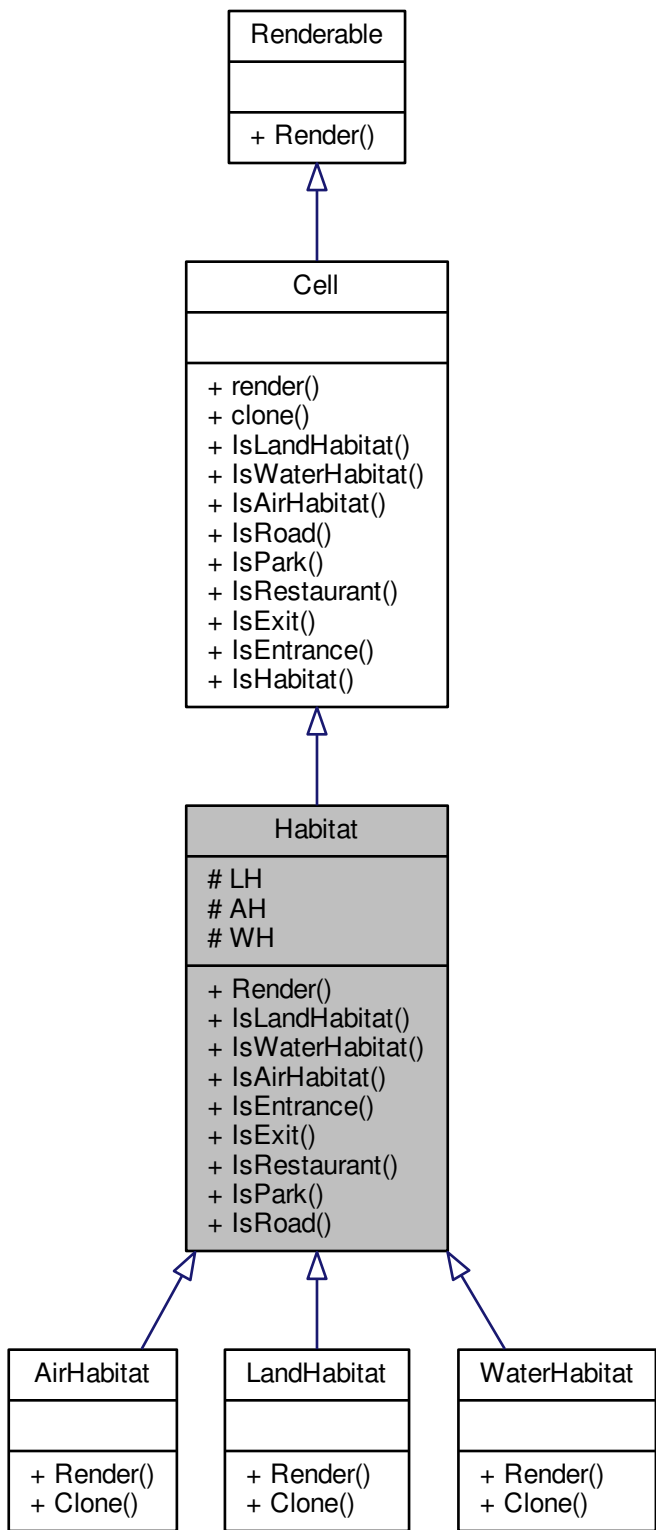 Renderable
+ Render()
Cell
+ render()
+ clone()
+ IsLandHabitat()
+ IsWaterHabitat()
+ IsAirHabitat()
+ IsRoad()
+ IsPark()
+ IsRestaurant()
+ IsExit()
+ IsEntrance()
+ IsHabitat()
Habitat
# LH
# AH
# WH
+ Render()
+ IsLandHabitat()
+ IsWaterHabitat()
+ IsAirHabitat()
+ IsEntrance()
+ IsExit()
+ IsRestaurant()
+ IsPark()
+ IsRoad()
AirHabitat
+ Render()
+ Clone()
LandHabitat
+ Render()
+ Clone()
WaterHabitat
+ Render()
+ Clone()